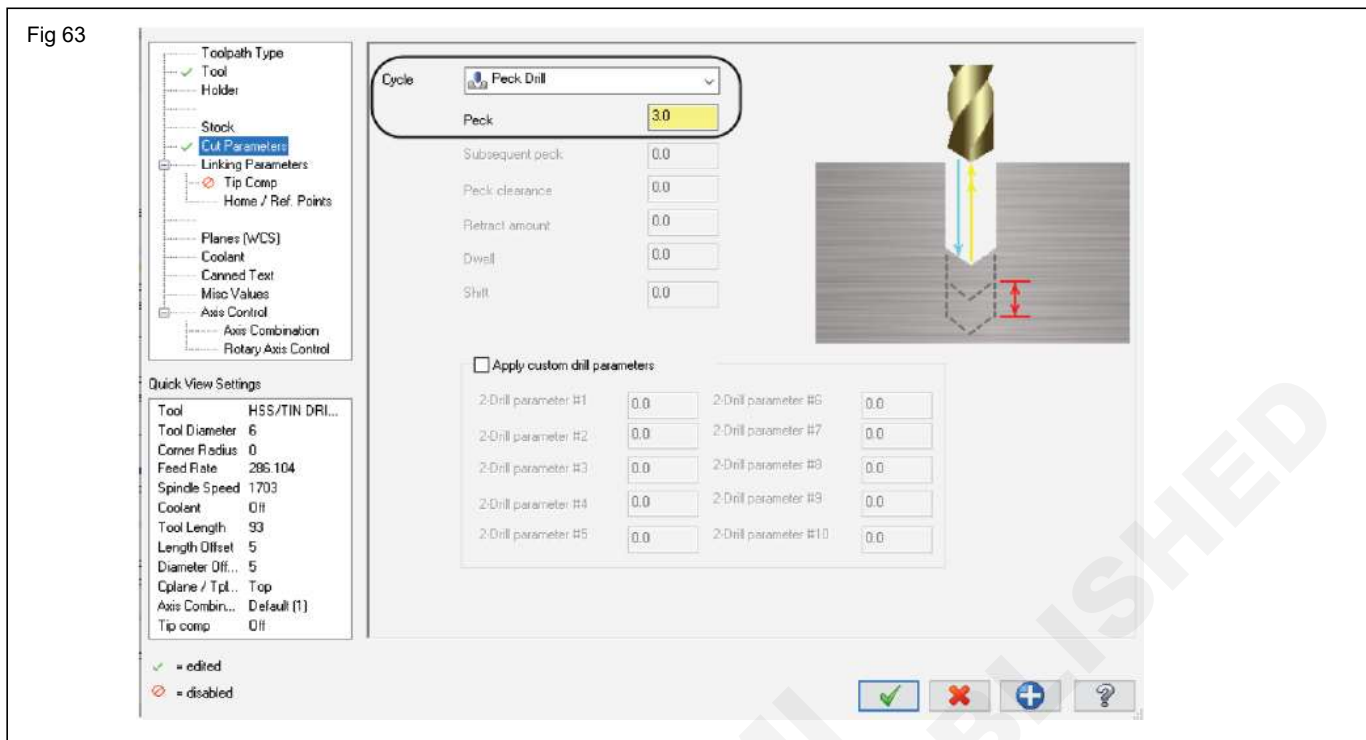 Fig 63
Toolpath Type
Tool
Holder
Stock
Cut Parameters
Linking Parameters
Tip Comp
Home / Ref. Points
Planes (WCS)
Coolant
Canned Text
Misc Values
Axis Control
Axis Combination
Rotary Axis Control
Cycle Peck Drill
Peck 3.0
Subsequent peck 0.0
Peck clearance 0.0
Retract amount 0.0
Dwell 0.0
Shift 0.0
Apply custom drill parameters
2-Drill parameter #1 0.0 2-Drill parameter #6 0.0
2-Drill parameter #2 0.0 2-Drill parameter #7 0.0
2-Drill parameter #3 0.0 2-Drill parameter #8 0.0
2-Drill parameter #4 0.0 2-Drill parameter #9 0.0
2-Drill parameter #5 0.0 2-Drill parameter #10 0.0
Quick View Settings
Tool HSS/TIN DRI...
Tool Diameter 6
Corner Radius 0
Feed Rate 286.104
Spindle Speed 1703
Coolant Off
Tool Length 93
Length Offset 5
Diameter Off... 5
Cplane / Tpl... Top
Axis Combin... Default (1)
Tip comp Off
= edited
= disabled